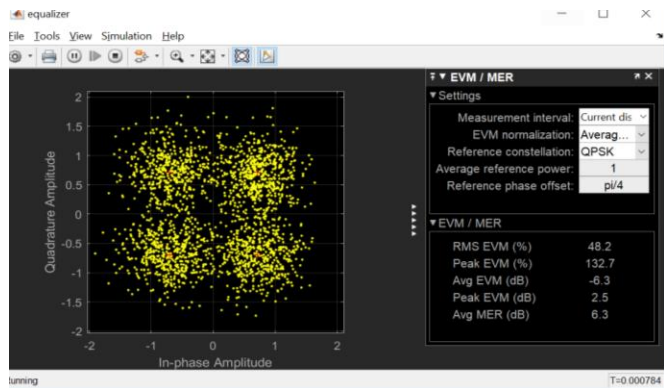 equalizer
File Tools View Simulation Help
EVM / MER
Settings
Measurement interval: Current dis
EVM normalization: Averag...
Reference constellation: QPSK
Average reference power: 1
Reference phase offset: pi/4
EVM / MER
RMS EVM (%) 48.2
Peak EVM (%) 132.7
Avg EVM (dB) -6.3
Peak EVM (dB) 2.5
Avg MER (dB) 6.3
Quadrature Amplitude
2
1.5
1
0.5
0
-0.5
-1
-1.5
-2
-2 -1 0 1 2
In-phase Amplitude
unning T=0.000784